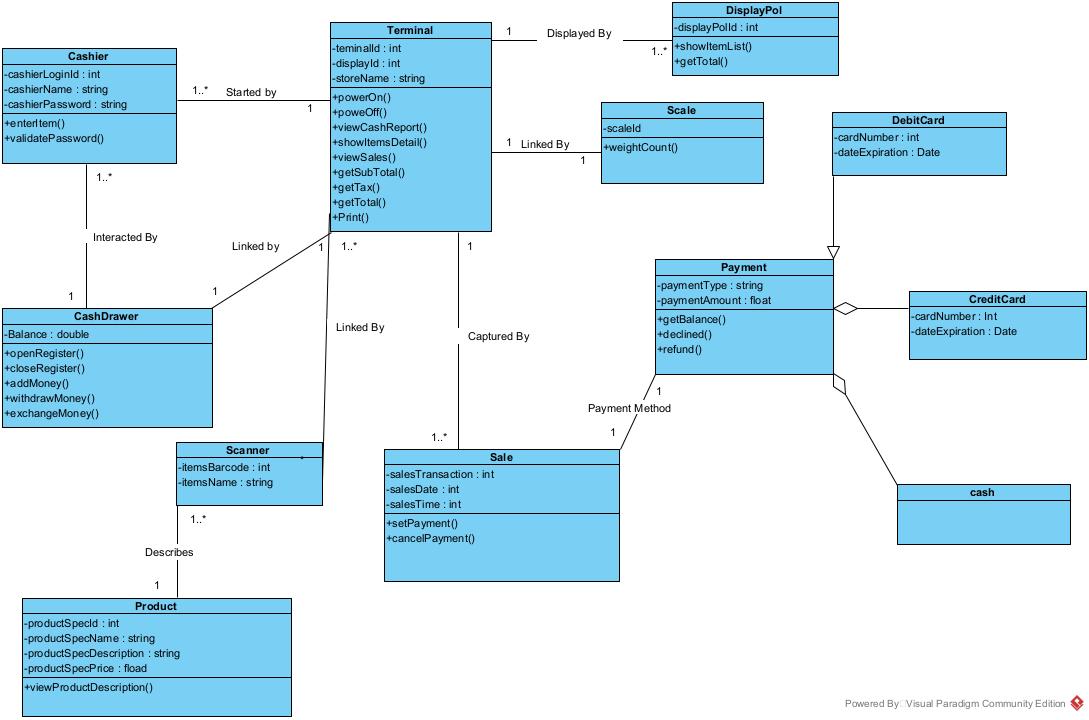 DisplayPol
-displayPolId : int
+showItemList()
+getTotal()
Terminal
-teminalId : int
-displayId : int
-storeName : string
+powerOn()
+poweOff()
+viewCashReport()
+showItemsDetail()
+viewSales()
+getSubTotal()
+getTax()
+getTotal()
+Print()
1
Displayed By
1..*
Cashier
-cashierLoginId : int
-cashierName : string
-cashierPassword : string
+enterItem()
+validatePassword()
1..*
Started by
1
Scale
-scaleId
+weightCount()
1
Linked By
1
DebitCard
-cardNumber : int
-dateExpiration : Date
1..*
Interacted By
1
Linked by
1
1
1..*
Linked By
1
Captured By
1..*
Payment
-paymentType : string
-paymentAmount : float
+getBalance()
+declined()
+refund()
CreditCard
-cardNumber : Int
-dateExpiration : Date
CashDrawer
-Balance : double
+openRegister()
+closeRegister()
+addMoney()
+withdrawMoney()
+exchangeMoney()
1
Payment Method
1
Scanner
-itemsBarcode : int
-itemsName : string
Sale
-salesTransaction : int
-salesDate : int
-salesTime : int
+setPayment()
+cancelPayment()
cash
1..*
Describes
1
Product
-productSpecId : int
-productSpecName : string
-productSpecDescription : string
-productSpecPrice : fload
+viewProductDescription()
Powered By Visual Paradigm Community Edition